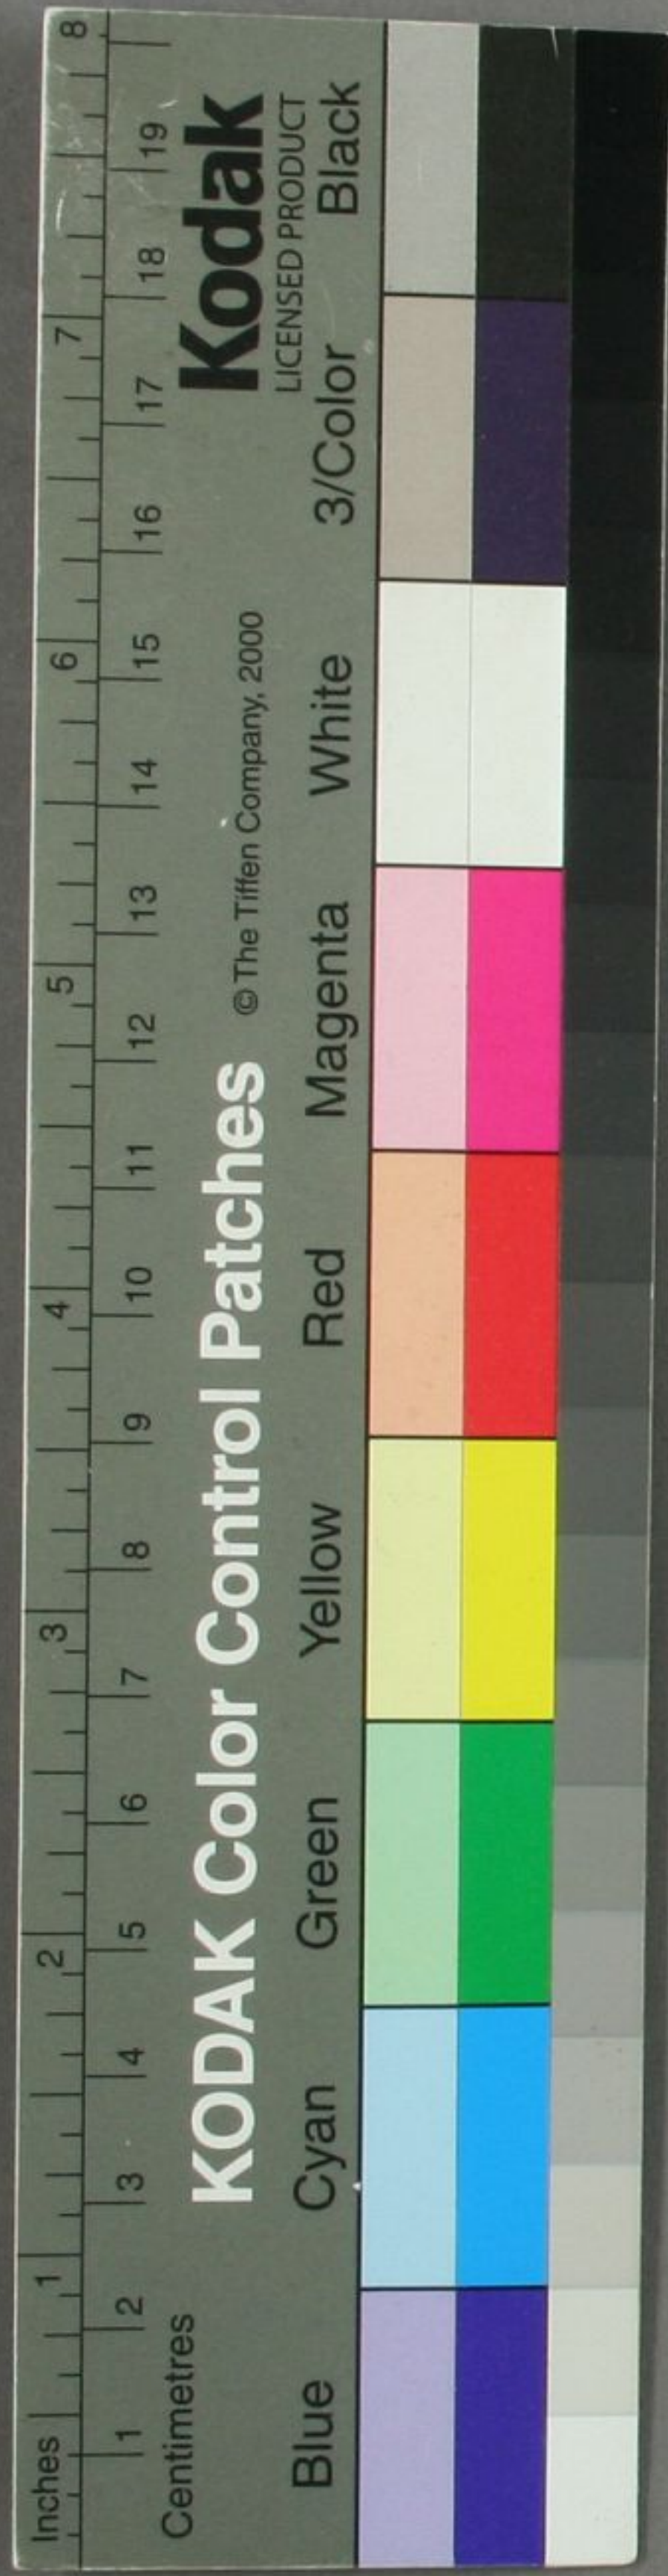 Inches 1 2 3 4 5 6 7 8
1 2 3 4 5 6 7 8 9 10 11 12 13 14 15 16 17 18 19
Centimetres
KODAK Color Control Patches
© The Tiffen Company, 2000
Kodak
LICENSED PRODUCT
Blue Cyan Green Yellow Red Magenta White 3/Color Black